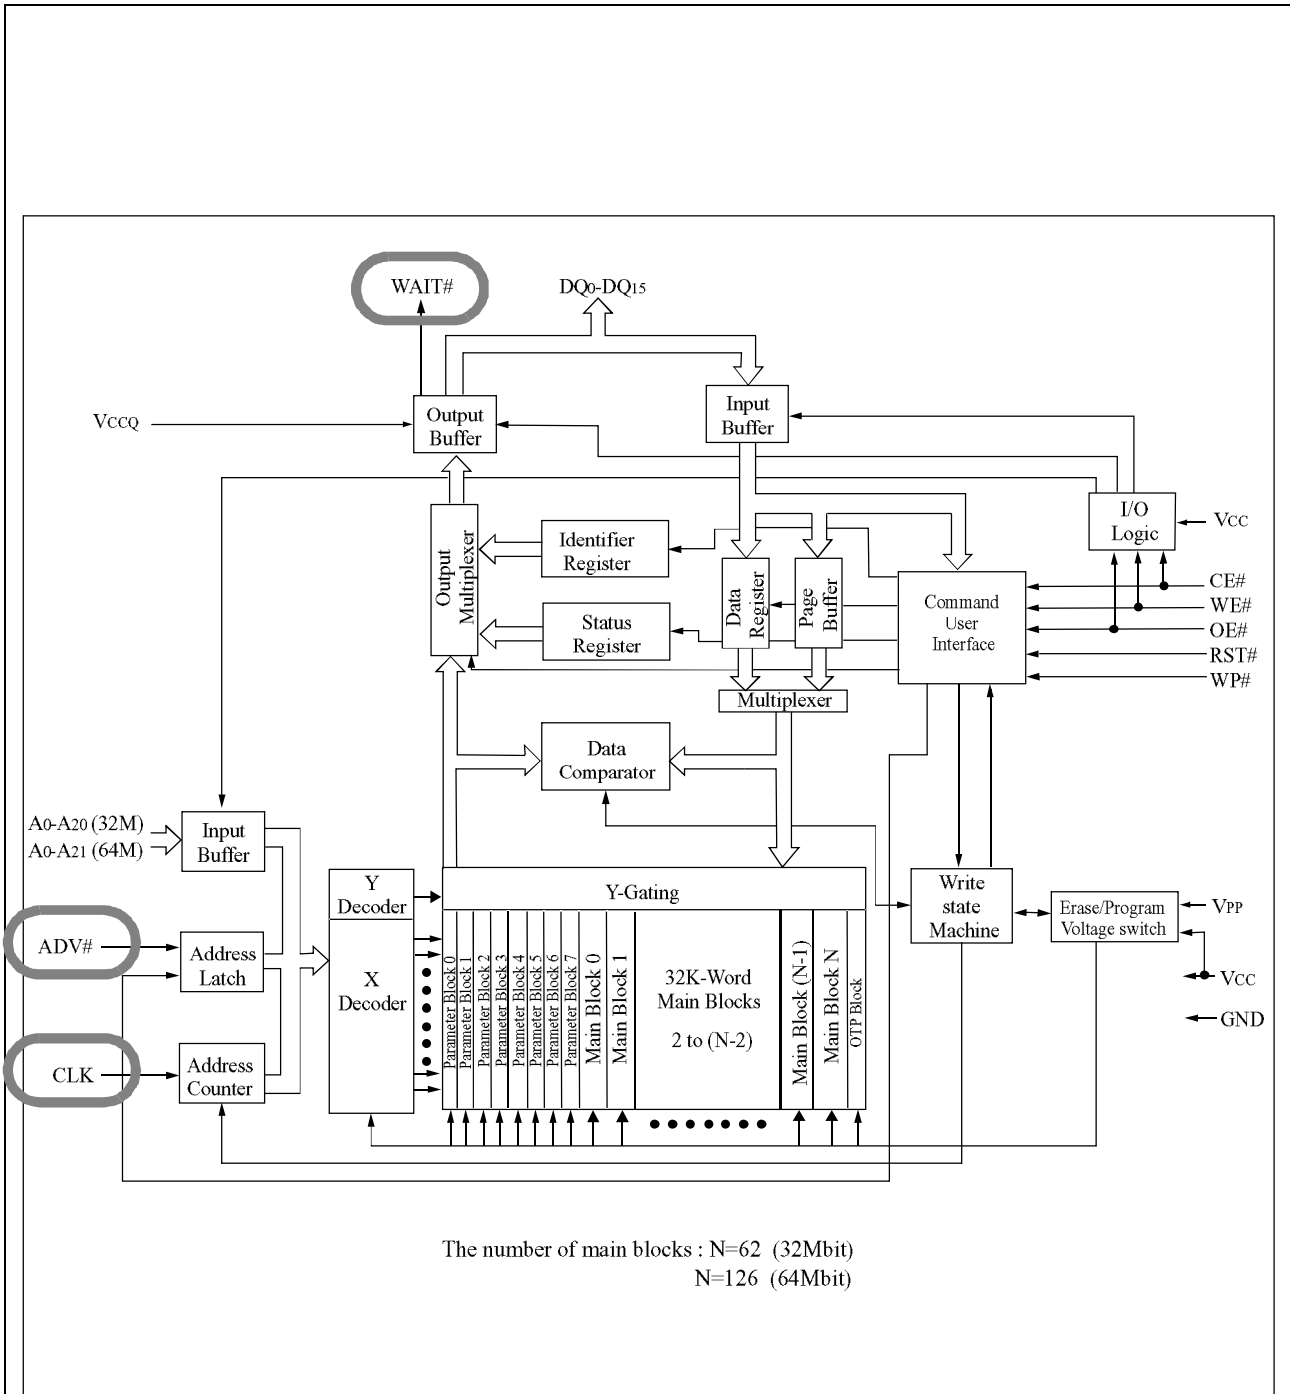 WAIT#
DQ0-DQ15
VCCQ
Output
Buffer
Input
Buffer
I/O
Logic
VCC
Output
Multiplexer
Identifier
Register
Status
Register
Data
Register
Page
Buffer
Command
User
Interface
CE#
WE#
OE#
RST#
WP#
Multiplexer
Data
Comparator
A0-A20 (32M)
A0-A21 (64M)
Input
Buffer
ADV#
Address
Latch
CLK
Address
Counter
Y
Decoder
X
Decoder
Y-Gating
Parameter Block 0
Parameter Block 1
Parameter Block 2
Parameter Block 3
Parameter Block 4
Parameter Block 5
Parameter Block 6
Parameter Block 7
Main Block 0
Main Block 1
32K-Word
Main Blocks
2 to (N-2)
Main Block (N-1)
Main Block N
OTP Block
Write
state
Machine
Erase/Program
Voltage switch
VPP
VCC
GND
The number of main blocks : N=62 (32Mbit)
N=126 (64Mbit)